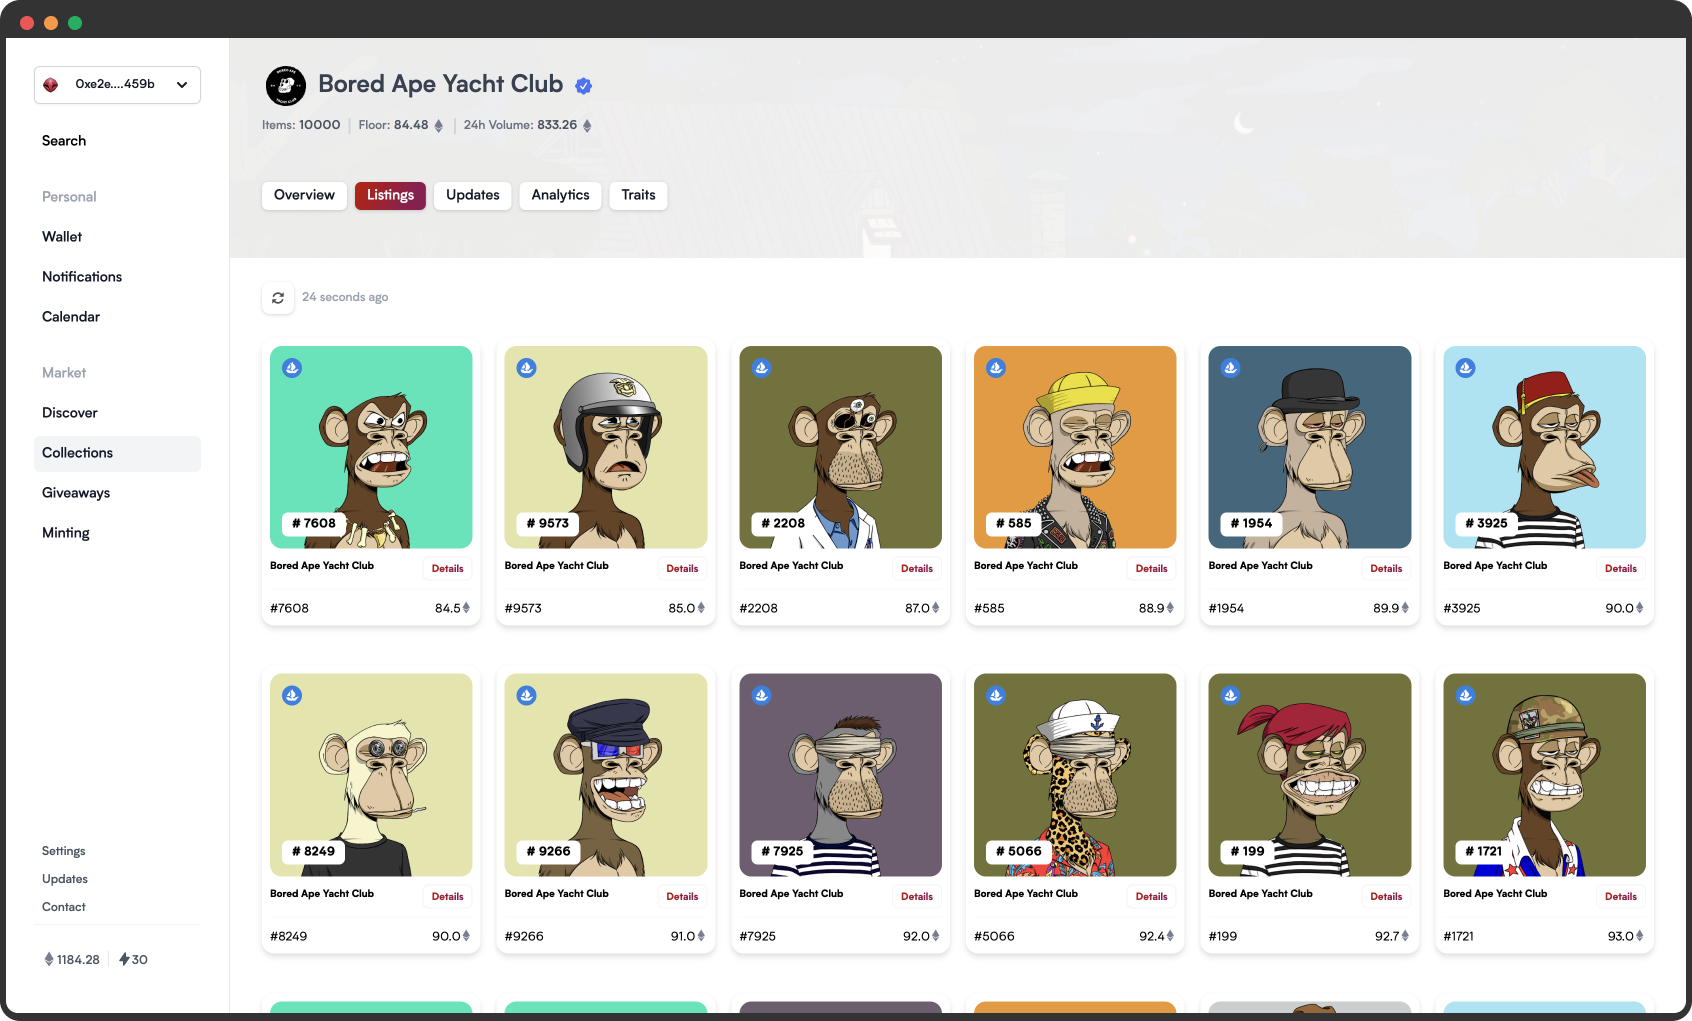 0xe2e....459b
Search
Personal
Wallet
Notifications
Calendar
Market
Discover
Collections
Giveaways
Minting
Settings
Updates
Contact
1184.28 30
Bored Ape Yacht Club
Items: 10000 Floor: 84.48 24h Volume: 833.26
Overview Listings Updates Analytics Traits
24 seconds ago
# 7608 # 9573 # 2208 # 585 # 1954 # 3925
Bored Ape Yacht Club Details Bored Ape Yacht Club Details Bored Ape Yacht Club Details Bored Ape Yacht Club Details Bored Ape Yacht Club Details Bored Ape Yacht Club Details
#7608 84.5 #9573 85.0 #2208 87.0 #585 88.9 #1954 89.9 #3925 90.0
# 8249 # 9266 # 7925 # 5066 # 199 # 1721
Bored Ape Yacht Club Details Bored Ape Yacht Club Details Bored Ape Yacht Club Details Bored Ape Yacht Club Details Bored Ape Yacht Club Details Bored Ape Yacht Club Details
#8249 90.0 #9266 91.0 #7925 92.0 #5066 92.4 #199 92.7 #1721 93.0